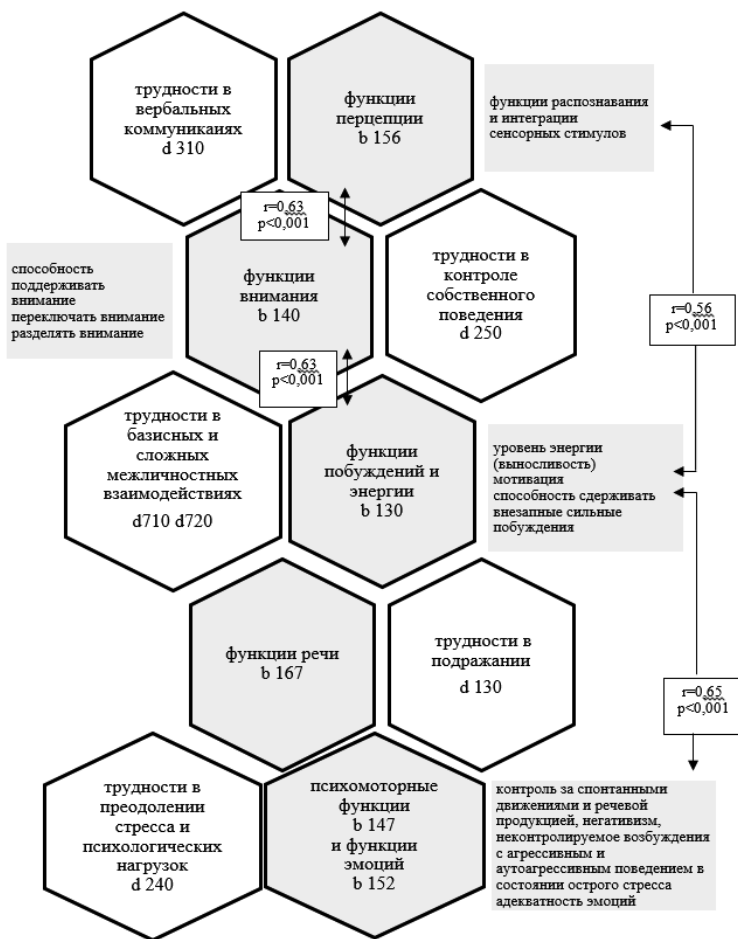 трудности в
вербальных
коммуникаиях
d 310
функции
перцепции
b 156
функции распознавания
и интеграции
сенсорных стимулов
r=0,63
p<0,001
способность
поддерживать
внимание
переключать внимание
разделять внимание
функции
внимания
b 140
трудности в
контроле
собственного
поведения
d 250
r=0,56
p<0,001
r=0,63
p<0,001
трудности в
базисных и
сложных
межличностных
взаимодействиях
d710 d720
функции
побуждений и
энергии
b 130
уровень энергии
(выносливость)
мотивация
способность сдерживать
внезапные сильные
побуждения
функции речи
b 167
трудности в
подражании
d 130
r=0,65
p<0,001
трудности в
преодолении
стресса и
психологических
нагрузок
d 240
психомоторные
функции
b 147
и функции
эмоций
b 152
контроль за спонтанными
движениями и речевой
продукцией, негативизм,
неконтролируемое возбуждения
с агрессивным и
аутоагрессивным поведением в
состоянии острого стресса
адекватность эмоций